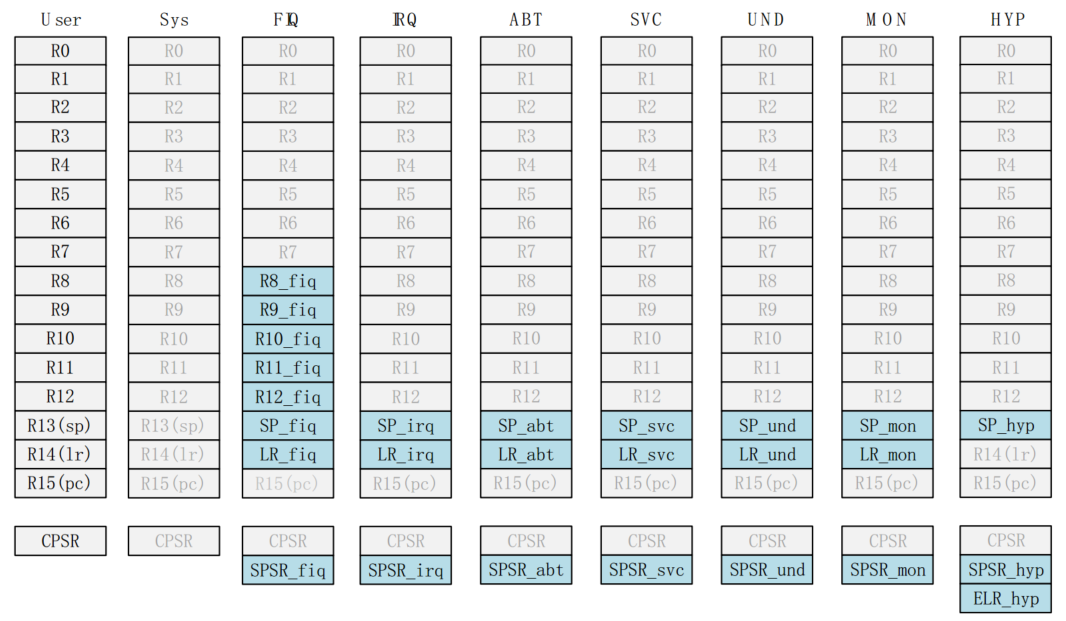 User Sys FIQ IRQ ABT SVC UND MON HYP
R0 R0 R0 R0 R0 R0 R0 R0 R0
R1 R1 R1 R1 R1 R1 R1 R1 R1
R2 R2 R2 R2 R2 R2 R2 R2 R2
R3 R3 R3 R3 R3 R3 R3 R3 R3
R4 R4 R4 R4 R4 R4 R4 R4 R4
R5 R5 R5 R5 R5 R5 R5 R5 R5
R6 R6 R6 R6 R6 R6 R6 R6 R6
R7 R7 R7 R7 R7 R7 R7 R7 R7
R8 R8 R8_fiq R8 R8 R8 R8 R8 R8
R9 R9 R9_fiq R9 R9 R9 R9 R9 R9
R10 R10 R10_fiq R10 R10 R10 R10 R10 R10
R11 R11 R11_fiq R11 R11 R11 R11 R11 R11
R12 R12 R12_fiq R12 R12 R12 R12 R12 R12
R13(sp) R13(sp) SP_fiq SP_irq SP_abt SP_svc SP_und SP_mon SP_hyp
R14(lr) R14(lr) LR_fiq LR_irq LR_abt LR_svc LR_und LR_mon R14(lr)
R15(pc) R15(pc) R15(pc) R15(pc) R15(pc) R15(pc) R15(pc) R15(pc) R15(pc)
CPSR CPSR CPSR CPSR CPSR CPSR CPSR CPSR CPSR
SPSR_fiq SPSR_irq SPSR_abt SPSR_svc SPSR_und SPSR_mon SPSR_hyp
ELR_hyp